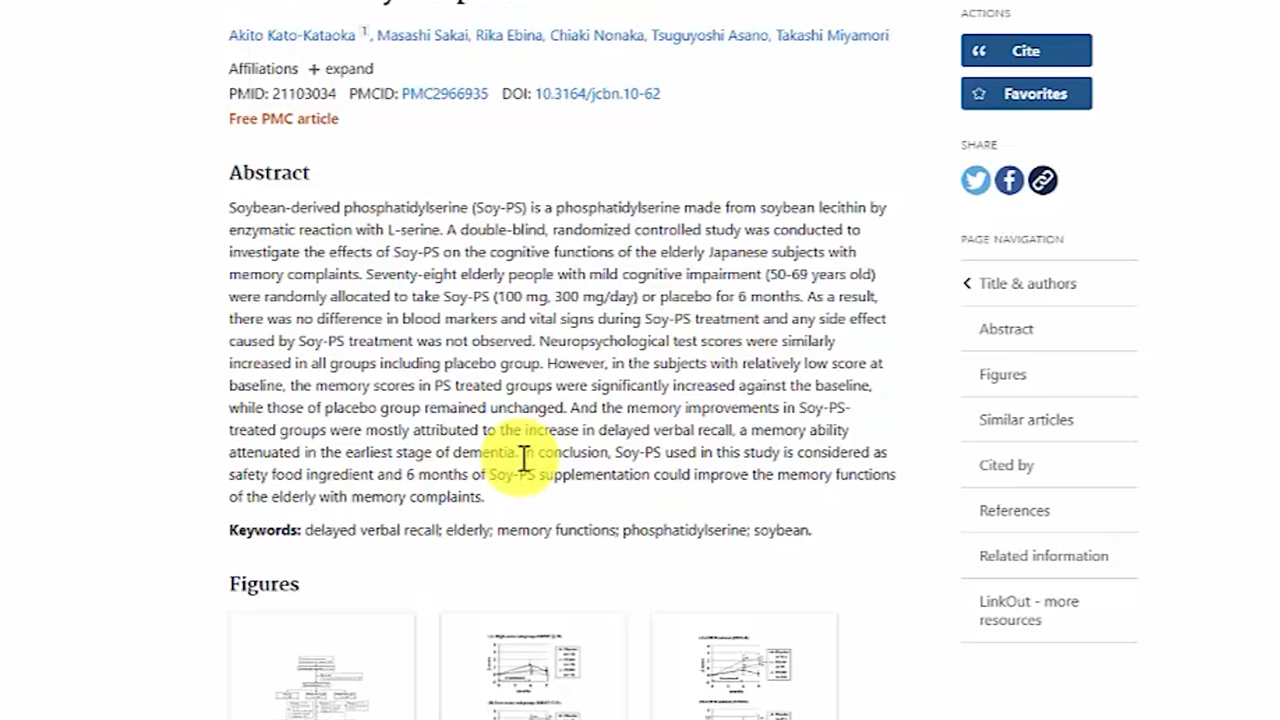 Akito Kato-Kataoka 1, Masashi Sakai, Rika Ebina, Chiaki Nonaka, Tsuguyoshi Asano, Takashi Miyamori
Affiliations + expand
PMID: 21103034 PMCID: PMC2966935 DOI: 10.3164/jcbn.10-62
Free PMC article
Abstract
Soybean-derived phosphatidylserine (Soy-PS) is a phosphatidylserine made from soybean lecithin by
enzymatic reaction with L-serine. A double-blind, randomized controlled study was conducted to
investigate the effects of Soy-PS on the cognitive functions of the elderly Japanese subjects with
memory complaints. Seventy-eight elderly people with mild cognitive impairment (50-69 years old)
were randomly allocated to take Soy-PS (100 mg, 300 mg/day) or placebo for 6 months. As a result,
there was no difference in blood markers and vital signs during Soy-PS treatment and any side effect
caused by Soy-PS treatment was not observed. Neuropsychological test scores were similarly
increased in all groups including placebo group. However, in the subjects with relatively low score at
baseline, the memory scores in PS treated groups were significantly increased against the baseline,
while those of placebo group remained unchanged. And the memory improvements in Soy-PS-
treated groups were mostly attributed to the increase in delayed verbal recall, a memory ability
attenuated in the earliest stage of dementia. In conclusion, Soy-PS used in this study is considered as
safety food ingredient and 6 months of Soy-PS supplementation could improve the memory functions
of the elderly with memory complaints.
Keywords: delayed verbal recall; elderly; memory functions; phosphatidylserine; soybean.
Figures
ACTIONS
Cite
Favorites
SHARE
PAGE NAVIGATION
Title & authors
Abstract
Figures
Similar articles
Cited by
References
Related information
LinkOut - more
resources